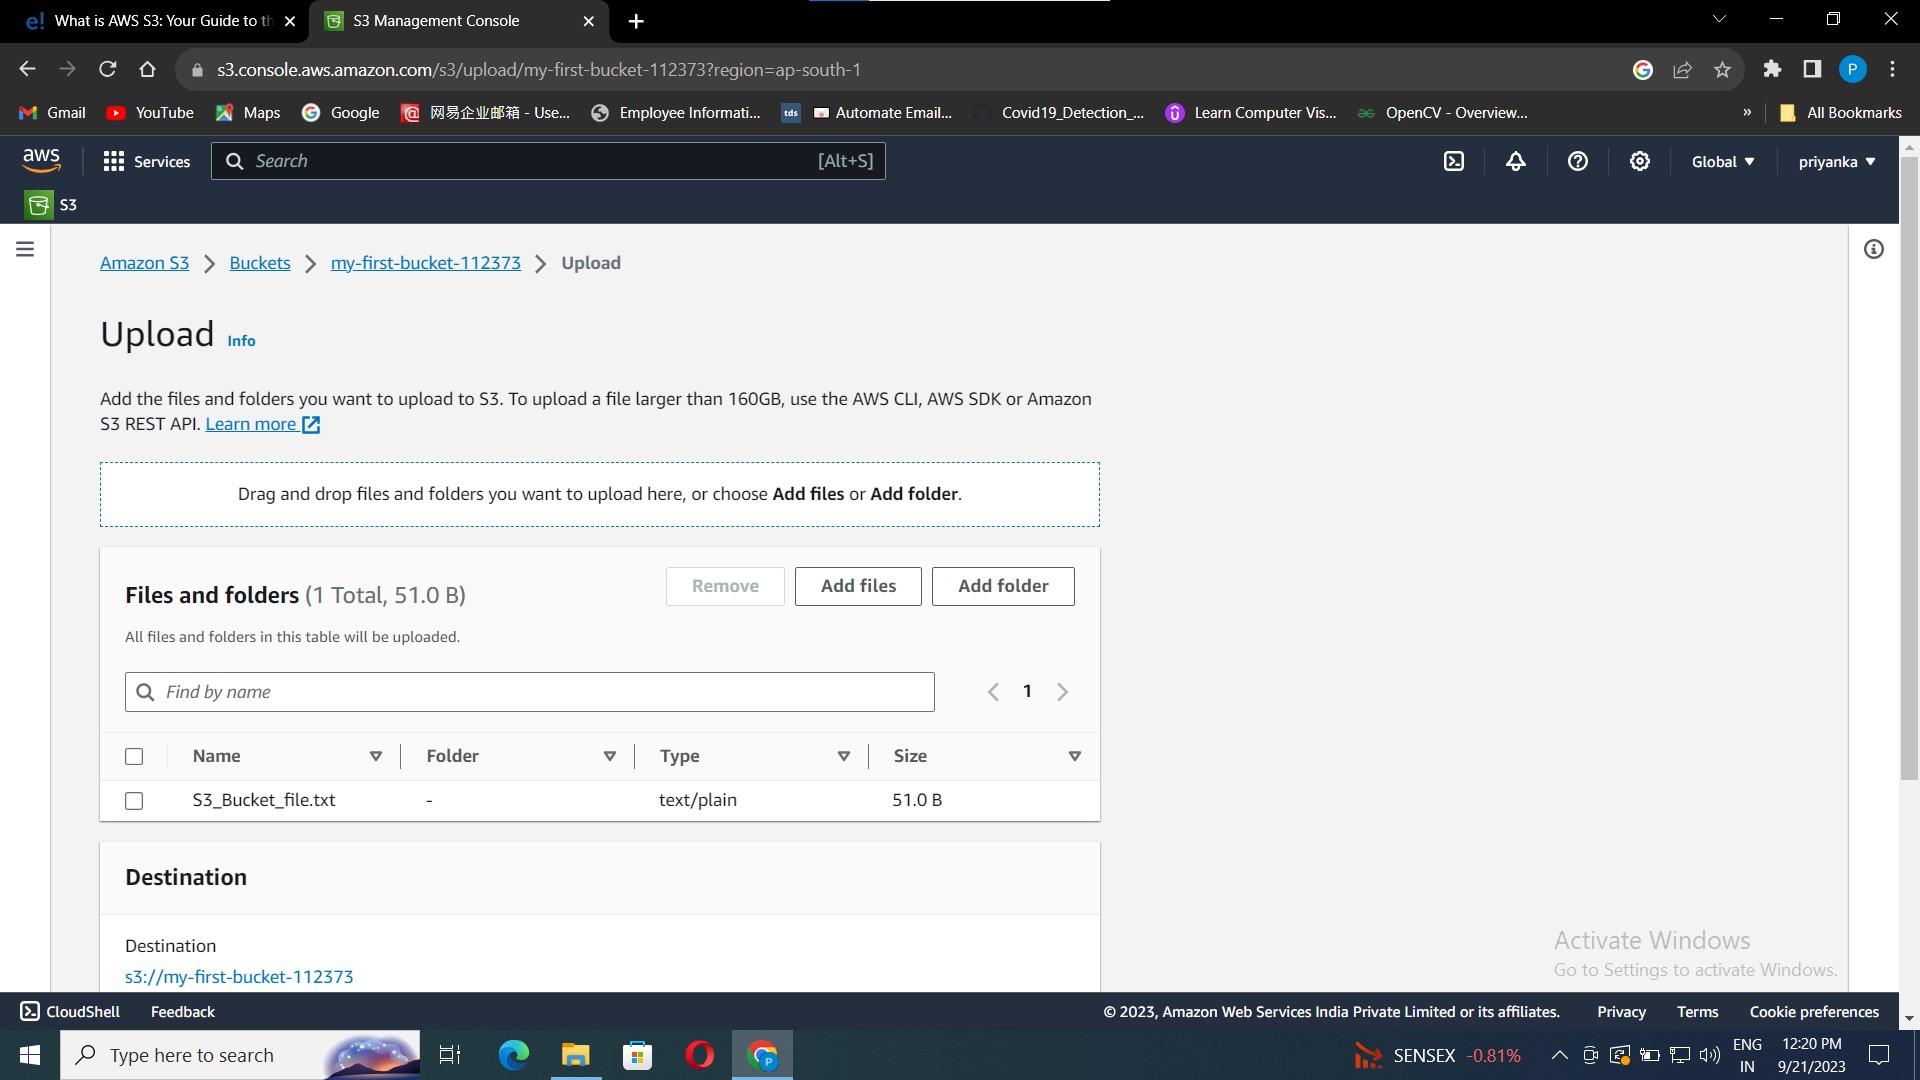 What is AWS S3: Your Guide to th
S3 Management Console
s3.console.aws.amazon.com/s3/upload/my-first-bucket-112373?region=ap-south-1
P
Gmail
YouTube
Maps
Google
网易企业邮箱 - Use...
Employee Informati...
tds
Automate Email...
Covid19_Detection_...
Learn Computer Vis...
OpenCV - Overview...
»
All Bookmarks
aws
Services
Search
[Alt+S]
Global
priyanka
S3
Amazon S3
Buckets
my-first-bucket-112373
Upload
Upload Info
Add the files and folders you want to upload to S3. To upload a file larger than 160GB, use the AWS CLI, AWS SDK or Amazon
S3 REST API. Learn more
Drag and drop files and folders you want to upload here, or choose Add files or Add folder.
Files and folders (1 Total, 51.0 B)
Remove
Add files
Add folder
All files and folders in this table will be uploaded.
Find by name
1
Name
Folder
Type
Size
S3_Bucket_file.txt
-
text/plain
51.0 B
Destination
Destination
s3://my-first-bucket-112373
Activate Windows
Go to Settings to activate Windows.
CloudShell
Feedback
© 2023, Amazon Web Services India Private Limited or its affiliates.
Privacy
Terms
Cookie preferences
Type here to search
SENSEX -0.81%
ENG
IN
12:20 PM
9/21/2023